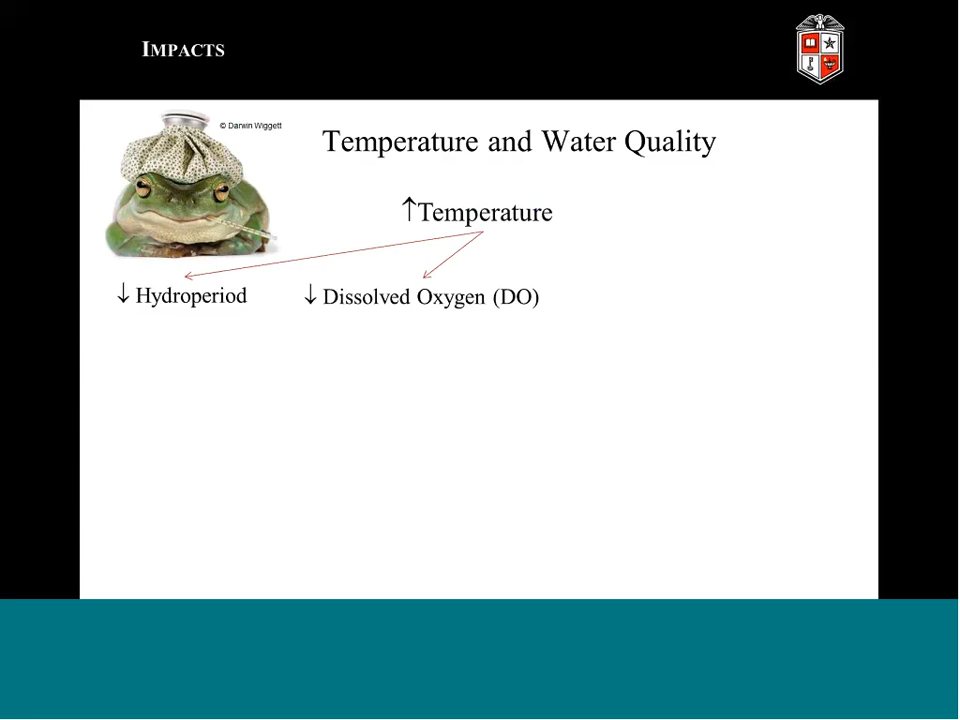 IMPACTS
© Darwin Wiggett
Temperature and Water Quality
↑Temperature
↓ Hydroperiod
↓ Dissolved Oxygen (DO)